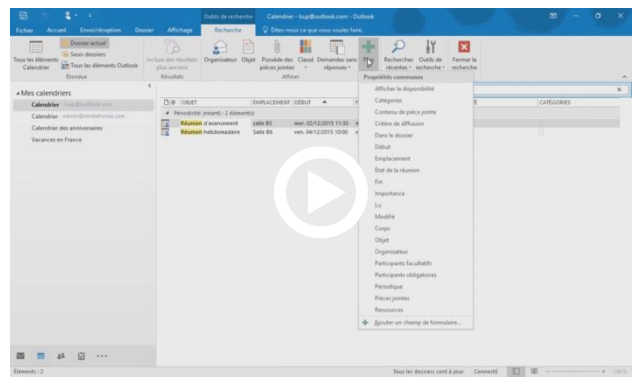 Outils de recherche Calendrier - loup@outlook.com - Outlook
Fichier Accueil Envoi/réception Dossier Affichage Recherche Dites-nous ce que vous voulez faire.
Tous les éléments Calendrier
Dossier actuel
Sous-dossiers
Tous les éléments Outlook
Inclure des résultats plus anciens
Organisateur Objet Possède des pièces jointes Classé Demandes sans réponses
Plus
Recherches récentes Outils de recherche Fermer la recherche
Étendue Résultats Affiner
Propriétés communes
Afficher la disponibilité
Catégories
Contenu de pièce jointe
Critère de diffusion
Dans le dossier
Début
Emplacement
État de la réunion
Fin
Importance
Lu
Modifié
Corps
Objet
Organisateur
Participants facultatifs
Participants obligatoires
Périodique
Pièces jointes
Ressources
Ajouter un champ de formulaire...
Mes calendriers
Calendrier
Calendrier
Calendrier des anniversaires
Vacances en France
OBJET EMPLACEMENT DÉBUT CATÉGORIES
Périodicité: (néant) : 2 élément(s)
Réunion d'avancement salle B5 mer. 02/12/2015 11:30
Réunion hebdomadaire Salle B6 ven. 04/12/2015 10:00
Éléments : 2
Tous les dossiers sont à jour. Connecté
100 %